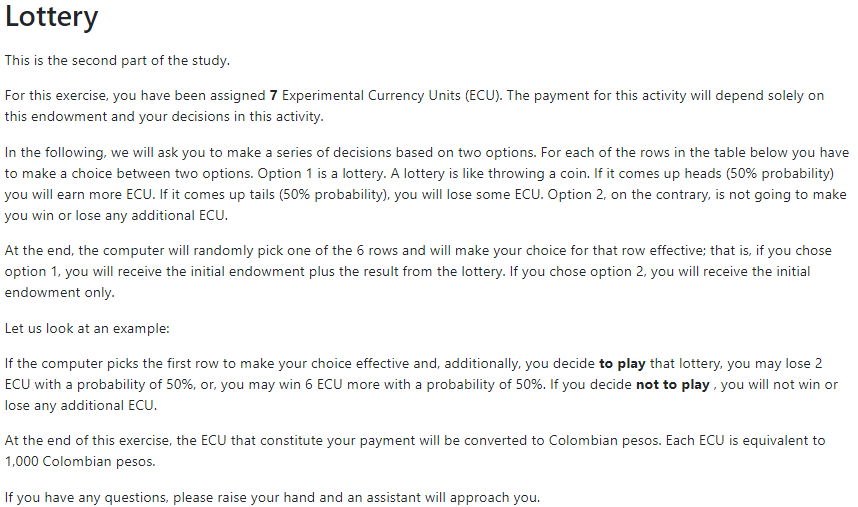 Lottery
This is the second part of the study.
For this exercise, you have been assigned 7 Experimental Currency Units (ECU). The payment for this activity will depend solely on
this endowment and your decisions in this activity.
In the following, we will ask you to make a series of decisions based on two options. For each of the rows in the table below you have
to make a choice between two options. Option 1 is a lottery. A lottery is like throwing a coin. If it comes up heads (50% probability)
you will earn more ECU. If it comes up tails (50% probability), you will lose some ECU. Option 2, on the contrary, is not going to make
you win or lose any additional ECU.
At the end, the computer will randomly pick one of the 6 rows and will make your choice for that row effective; that is, if you chose
option 1, you will receive the initial endowment plus the result from the lottery. If you chose option 2, you will receive the initial
endowment only.
Let us look at an example:
If the computer picks the first row to make your choice effective and, additionally, you decide to play that lottery, you may lose 2
ECU with a probability of 50%, or, you may win 6 ECU more with a probability of 50%. If you decide not to play , you will not win or
lose any additional ECU.
At the end of this exercise, the ECU that constitute your payment will be converted to Colombian pesos. Each ECU is equivalent to
1,000 Colombian pesos.
If you have any questions, please raise your hand and an assistant will approach you.